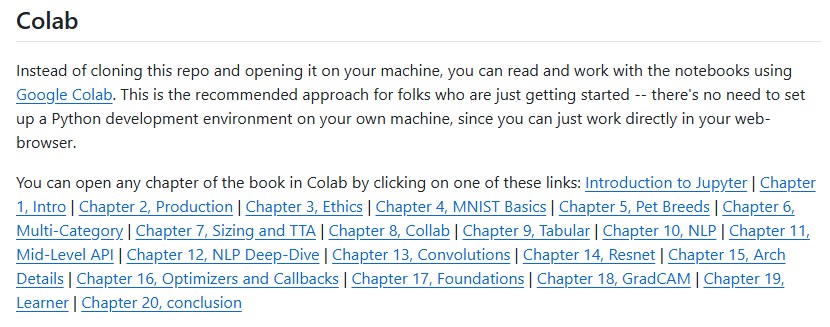 Colab
Instead of cloning this repo and opening it on your machine, you can read and work with the notebooks using
Google Colab. This is the recommended approach for folks who are just getting started -- there's no need to set
up a Python development environment on your own machine, since you can just work directly in your web-
browser.
You can open any chapter of the book in Colab by clicking on one of these links: Introduction to Jupyter | Chapter
1, Intro | Chapter 2, Production | Chapter 3, Ethics | Chapter 4, MNIST Basics | Chapter 5, Pet Breeds | Chapter 6,
Multi-Category | Chapter 7, Sizing and TTA | Chapter 8, Collab | Chapter 9, Tabular | Chapter 10, NLP | Chapter 11,
Mid-Level API | Chapter 12, NLP Deep-Dive | Chapter 13, Convolutions | Chapter 14, Resnet | Chapter 15, Arch
Details | Chapter 16, Optimizers and Callbacks | Chapter 17, Foundations | Chapter 18, GradCAM | Chapter 19,
Learner | Chapter 20, conclusion